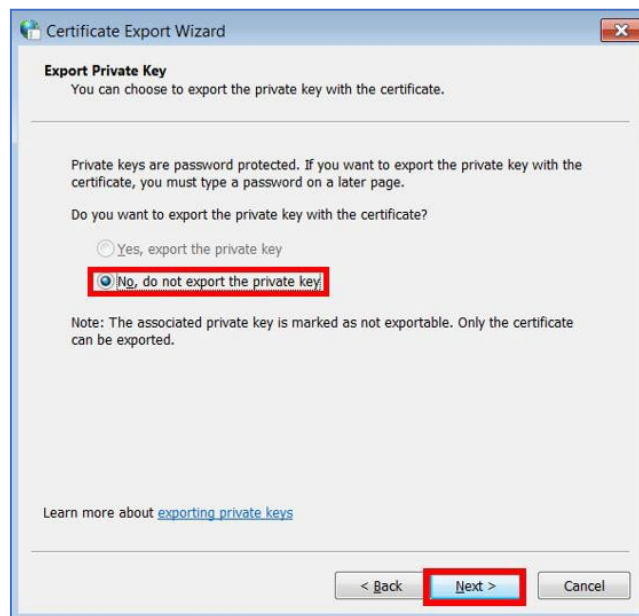 Certificate Export Wizard
Export Private Key
You can choose to export the private key with the certificate.
Private keys are password protected. If you want to export the private key with the
certificate, you must type a password on a later page.
Do you want to export the private key with the certificate?
Yes, export the private key
No, do not export the private key
Note: The associated private key is marked as not exportable. Only the certificate
can be exported.
Learn more about exporting private keys
< Back Next > Cancel